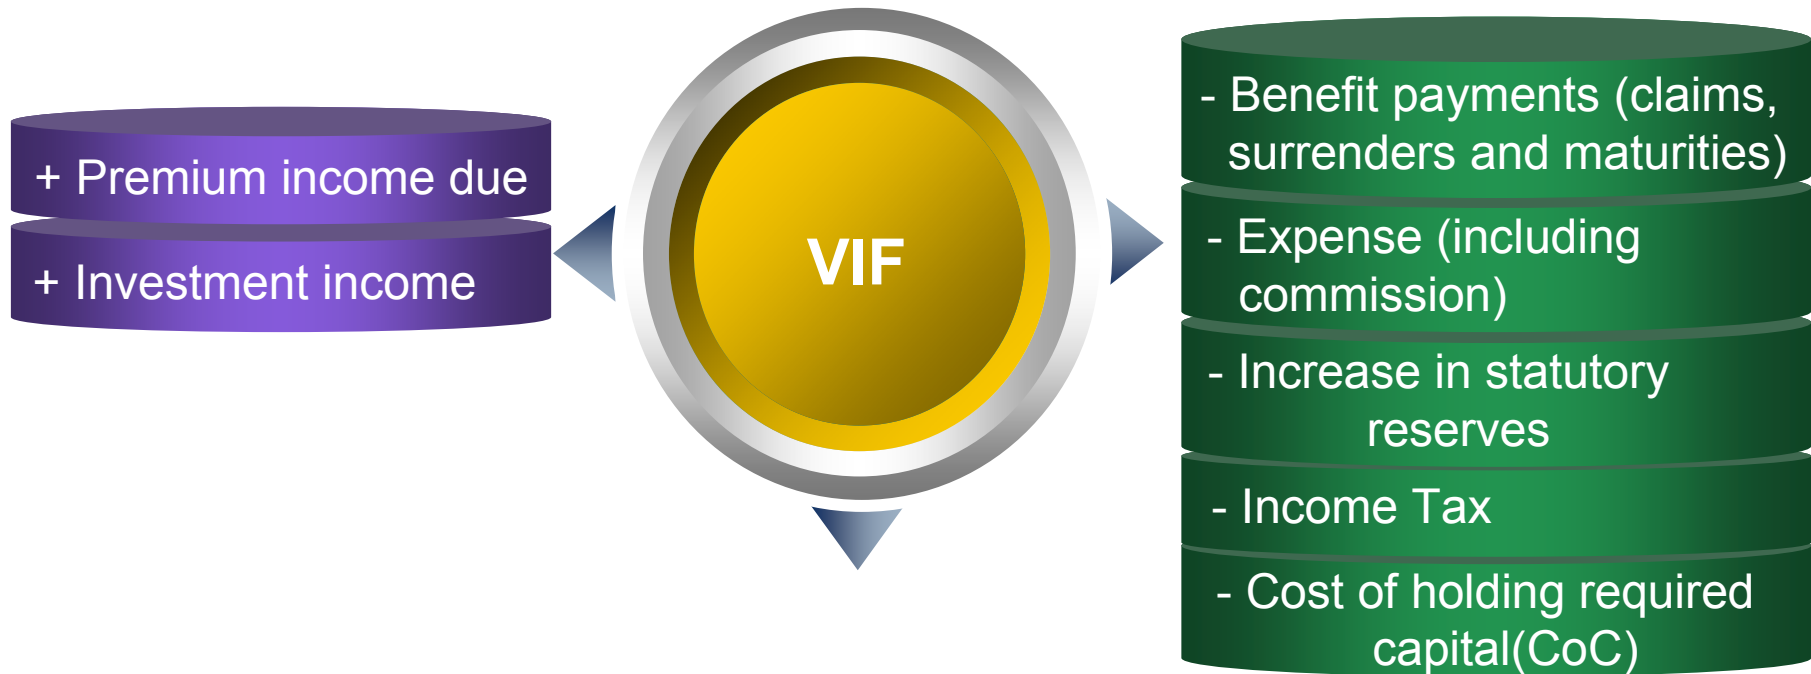 + Premium income due
+ Investment income
VIF
- Benefit payments (claims,
surrenders and maturities)
- Expense (including
commission)
- Increase in statutory
reserves
- Income Tax
- Cost of holding required
capital(CoC)